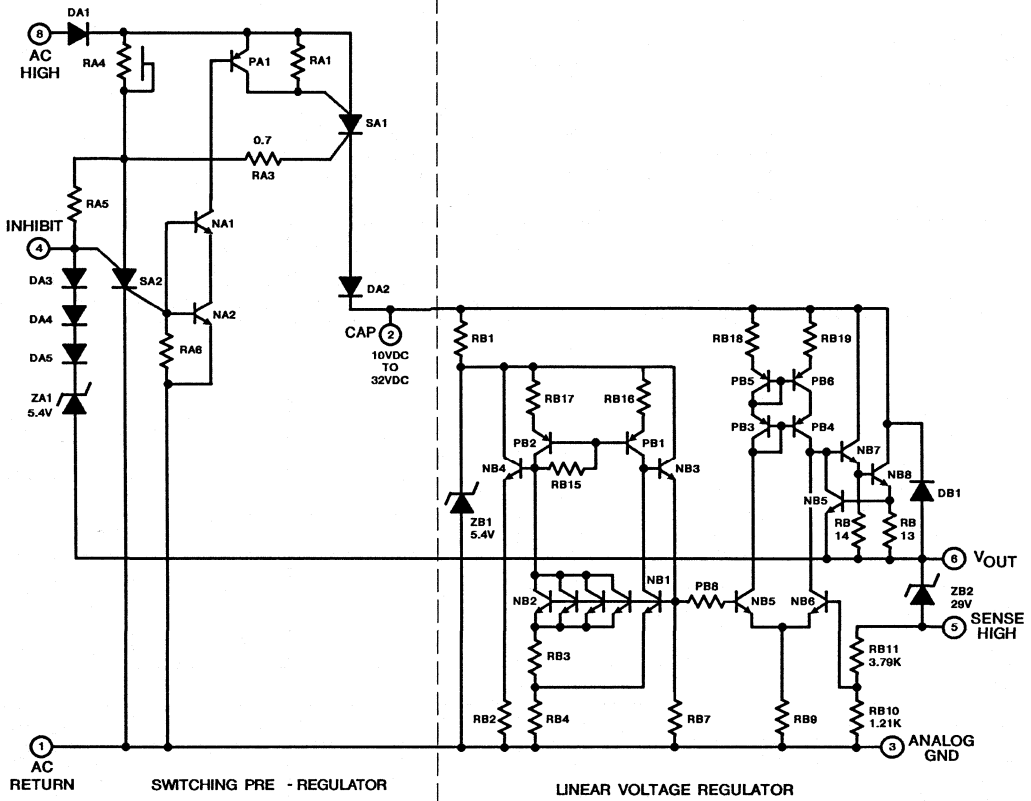 DA1
8
AC
HIGH
RA4
PA1
RA1
SA1
0.7
RA3
RA5
INHIBIT
4
NA1
DA3
SA2
DA2
DA4
NA2
CAP
2
10VDC
TO
32VDC
RA6
DA5
ZA1
5.4V
RB1
RB18
RB19
PB5
PB6
RB17
RB16
PB3
PB4
PB2
PB1
NB7
NB4
RB15
NB3
NB8
NB5
DB1
ZB1
5.4V
RB
14
RB
13
6
VOUT
NB1
PB8
NB2
NB5
NB6
ZB2
29V
5
SENSE
HIGH
RB3
RB11
3.79K
RB2
RB4
RB7
RB9
RB10
1.21K
1
AC
RETURN
3
ANALOG
GND
SWITCHING PRE - REGULATOR
LINEAR VOLTAGE REGULATOR